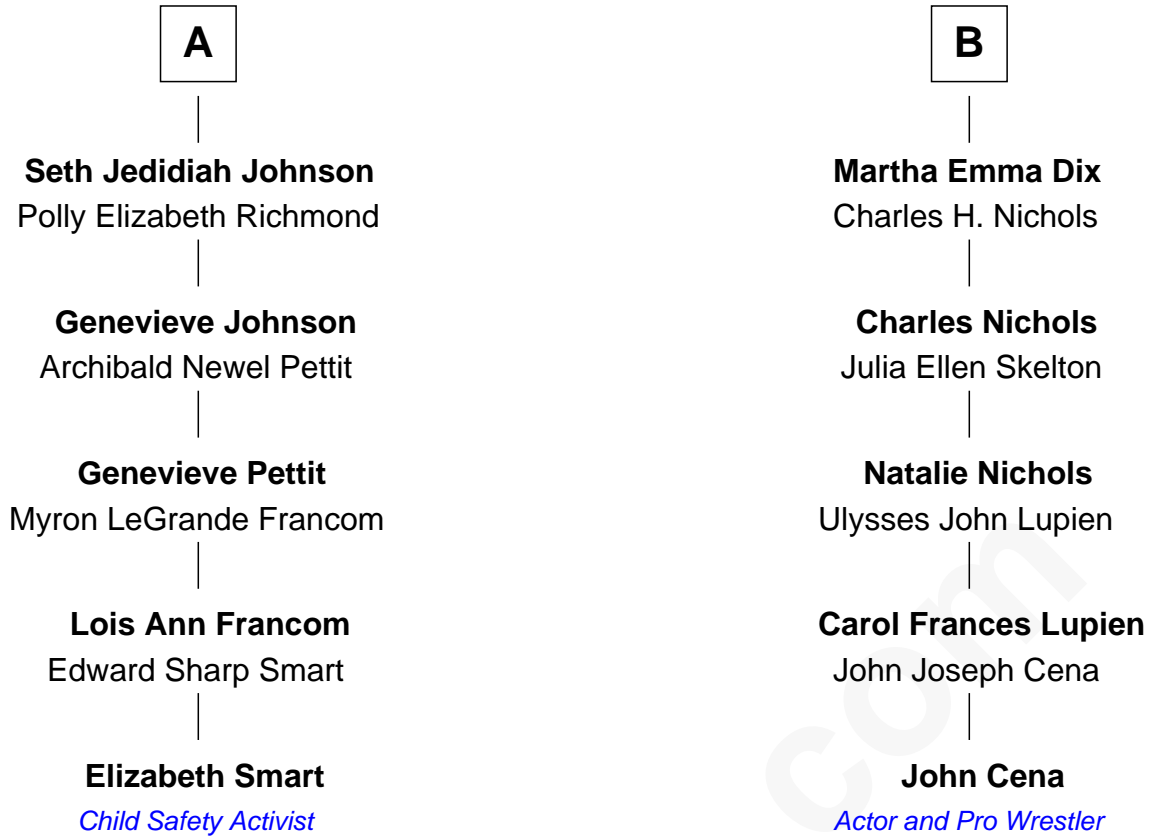 A
B
Seth Jedidiah Johnson
Polly Elizabeth Richmond
Martha Emma Dix
Charles H. Nichols
Genevieve Johnson
Archibald Newel Pettit
Charles Nichols
Julia Ellen Skelton
Genevieve Pettit
Myron LeGrande Francom
Natalie Nichols
Ulysses John Lupien
Lois Ann Francom
Edward Sharp Smart
Carol Frances Lupien
John Joseph Cena
Elizabeth Smart
Child Safety Activist
John Cena
Actor and Pro Wrestler
com